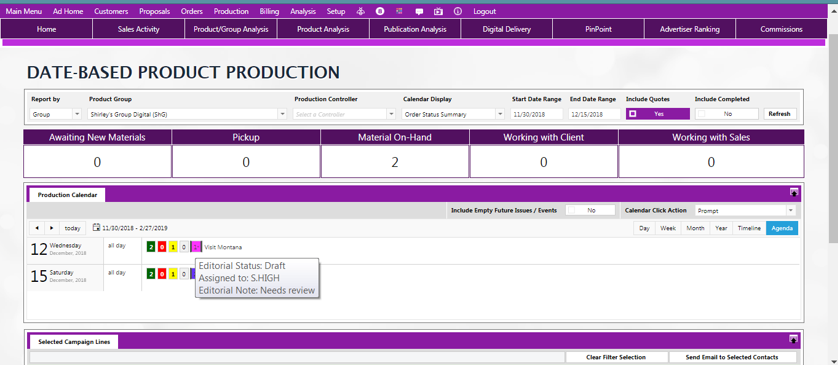 Main Menu Ad Home Customers Proposals Orders Production Billing Analysis Setup Logout
Home Sales Activity Product/Group Analysis Product Analysis Publication Analysis Digital Delivery PinPoint Advertiser Ranking Commissions
DATE-BASED PRODUCT PRODUCTION
Report by Product Group Production Controller Calendar Display Start Date Range End Date Range Include Quotes Include Completed
Group Shirley's Group Digital (ShG) Select a Controller Order Status Summary 11/30/2018 12/15/2018 Yes No Refresh
Awaiting New Materials Pickup Material On-Hand Working with Client Working with Sales
0 0 2 0 0
Production Calendar
Include Empty Future Issues / Events No Calendar Click Action Prompt
today 11/30/2018 - 2/27/2019 Day Week Month Year Timeline Agenda
12 Wednesday all day 2 0 1 0 Visit Montana
December, 2018
15 Saturday all day 2 0 1 0
December, 2018
Editorial Status: Draft
Assigned to: S.HIGH
Editorial Note: Needs review
Selected Campaign Lines
Clear Filter Selection Send Email to Selected Contacts